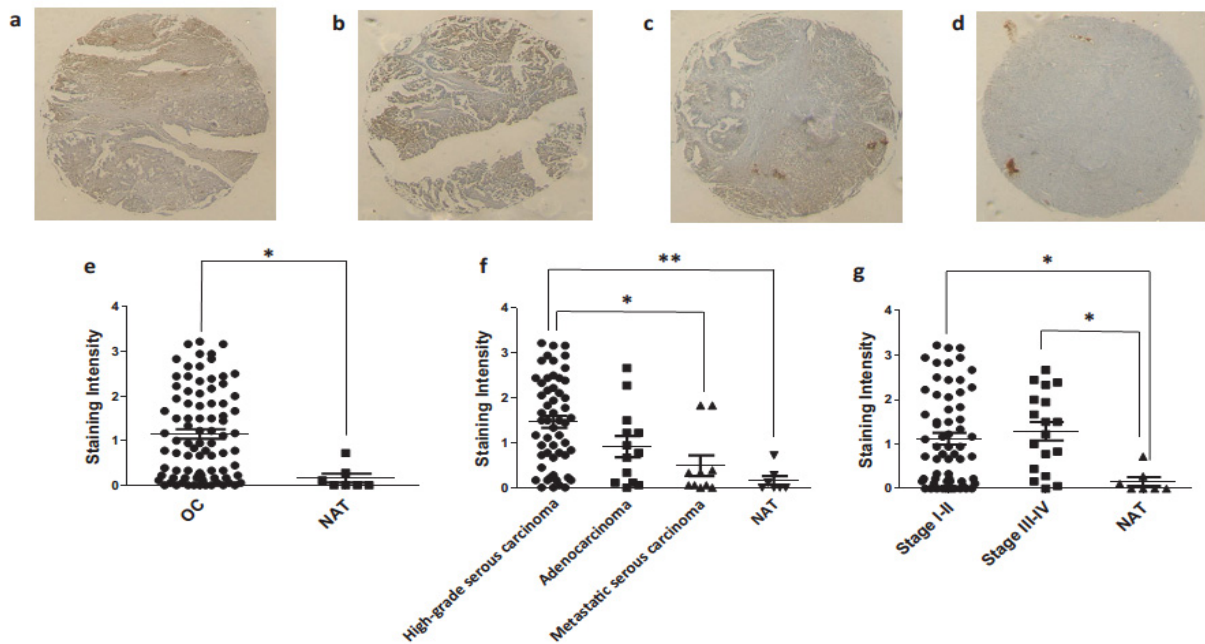 a
b
c
d
e
*
4
3
2
1
0
Staining Intensity
OC
NAT
f
**
*
4
3
2
1
0
Staining Intensity
High-grade serous carcinoma
Adenocarcinoma
Metastatic serous carcinoma
NAT
g
*
*
4
3
2
1
0
Staining Intensity
Stage I-II
Stage III-IV
NAT